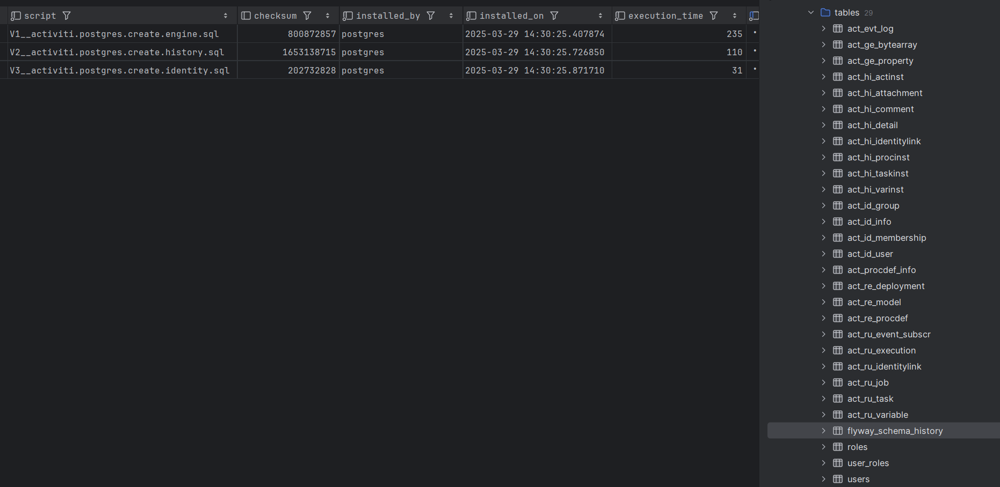 script checksum installed_by installed_on execution_time
V1__activiti.postgres.create.engine.sql 800872857 postgres 2025-03-29 14:30:25.407874 235
V2__activiti.postgres.create.history.sql 1653138715 postgres 2025-03-29 14:30:25.726850 110
V3__activiti.postgres.create.identity.sql 202732828 postgres 2025-03-29 14:30:25.871710 31
tables 29
act_evt_log
act_ge_bytearray
act_ge_property
act_hi_actinst
act_hi_attachment
act_hi_comment
act_hi_detail
act_hi_identitylink
act_hi_procinst
act_hi_taskinst
act_hi_varinst
act_id_group
act_id_info
act_id_membership
act_id_user
act_procdef_info
act_re_deployment
act_re_model
act_re_procdef
act_ru_event_subscr
act_ru_execution
act_ru_identitylink
act_ru_job
act_ru_task
act_ru_variable
flyway_schema_history
roles
user_roles
users